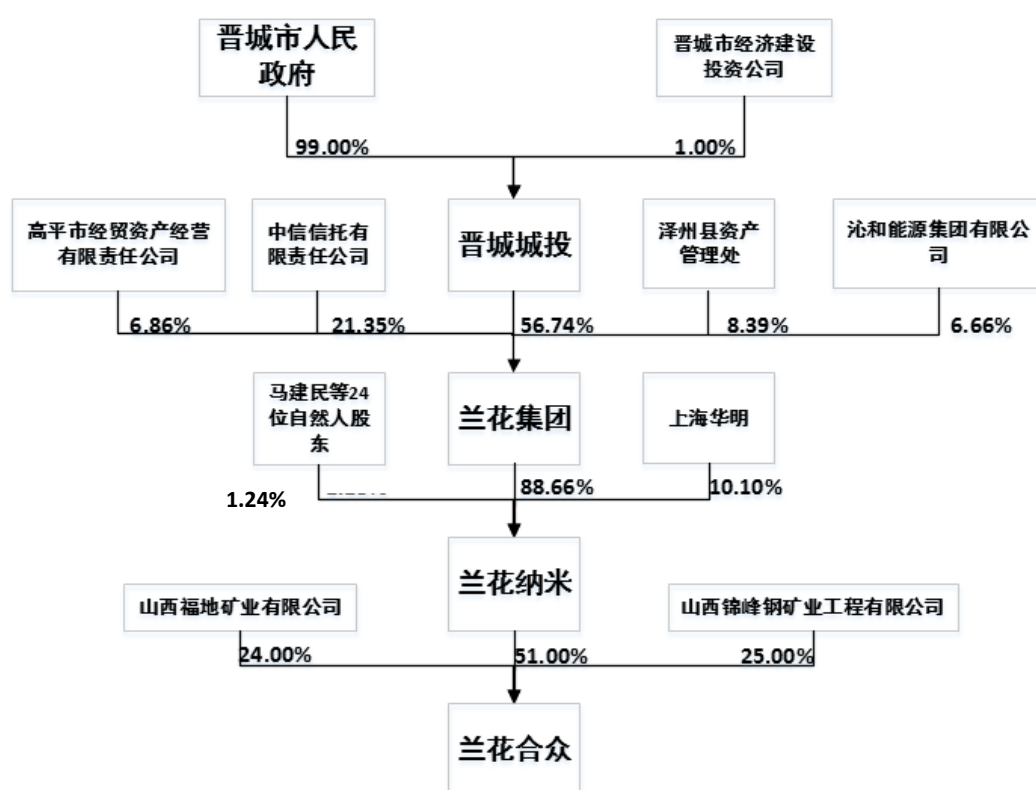 晋城市人民
政府
晋城市经济建设
投资公司
99.00%
1.00%
高平市经贸资产经营
有限责任公司
中信信托有
限责任公司
晋城城投
泽州县资产
管理处
沁和能源集团有限公
司
6.86%
21.35%
56.74%
8.39%
6.66%
马建民等24
位自然人股
东
兰花集团
上海华明
1.24%
88.66%
10.10%
兰花纳米
山西福地矿业有限公司
山西锦峰钢矿业工程有限公司
24.00%
51.00%
25.00%
兰花合众